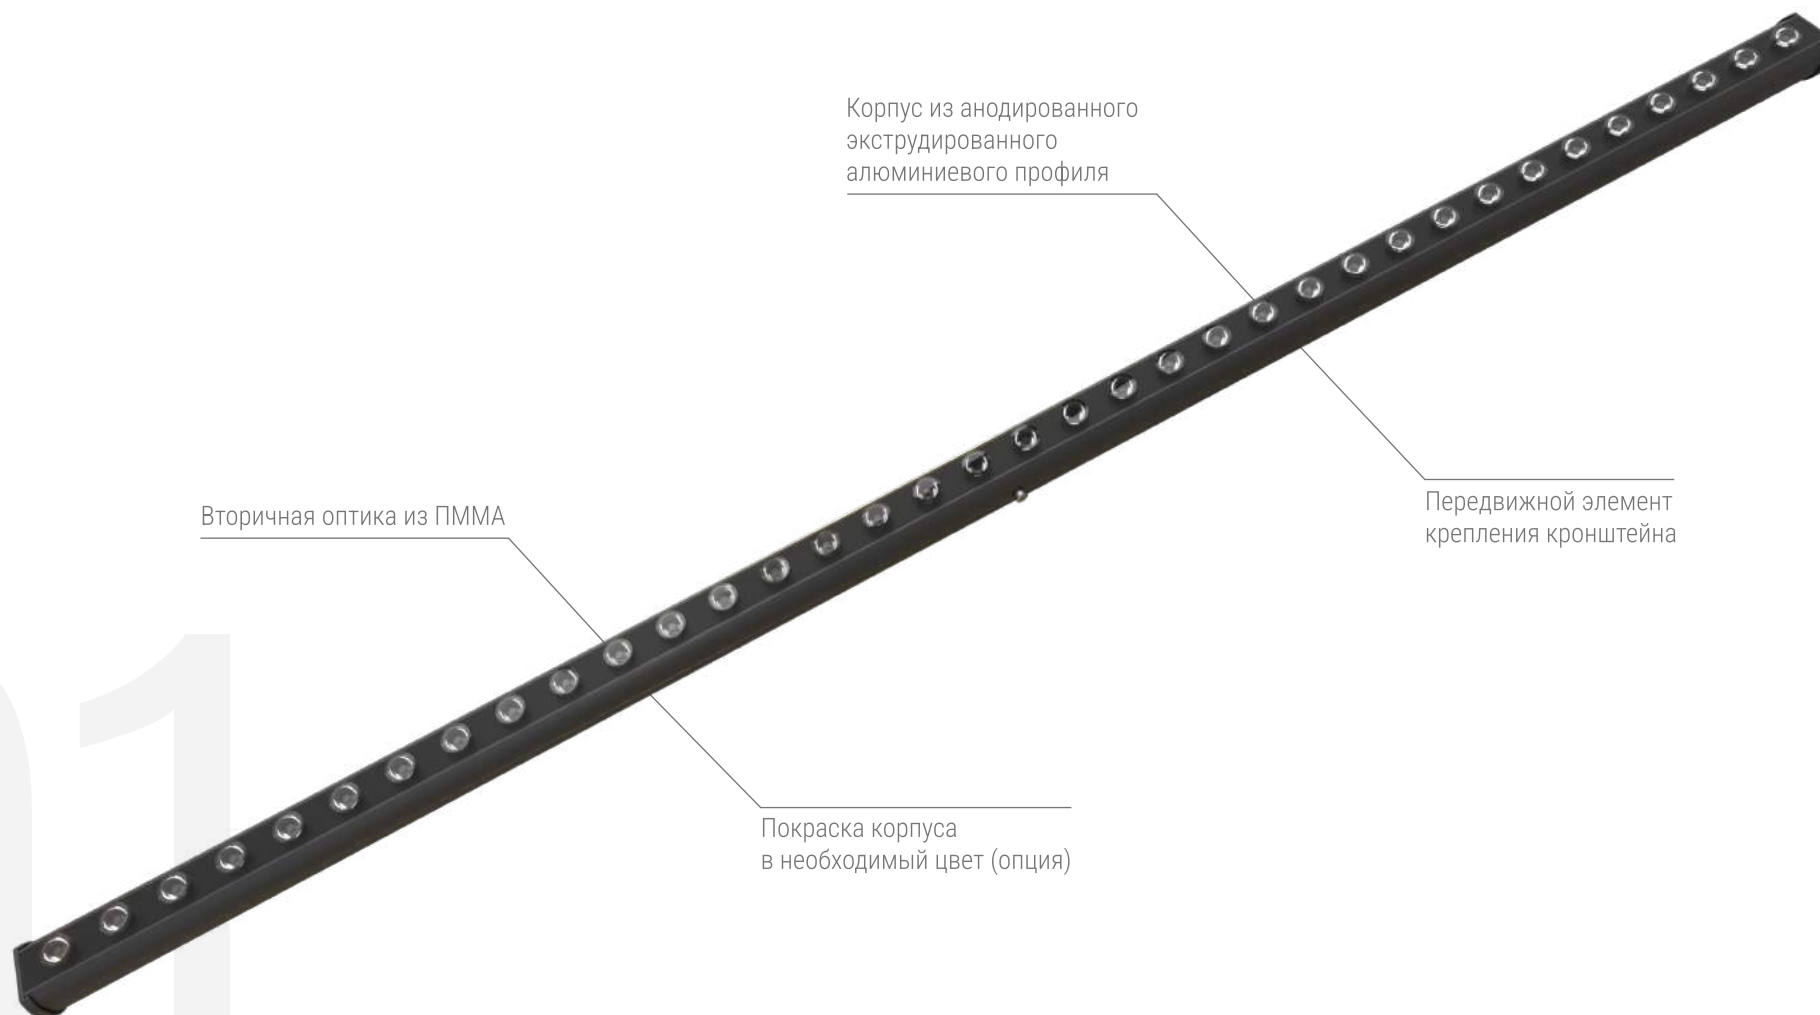 Корпус из анодированного
экструдированного
алюминиевого профиля
Передвижной элемент
крепления кронштейна
Вторичная оптика из ПММА
Покраска корпуса
в необходимый цвет (опция)
01